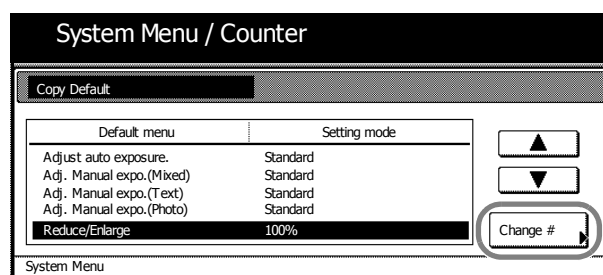 System Menu / Counter
Copy Default
Default menu Setting mode
Adjust auto exposure. Standard
Adj. Manual expo.(Mixed) Standard
Adj. Manual expo.(Text) Standard
Adj. Manual expo.(Photo) Standard
Reduce/Enlarge 100%
Change #
System Menu